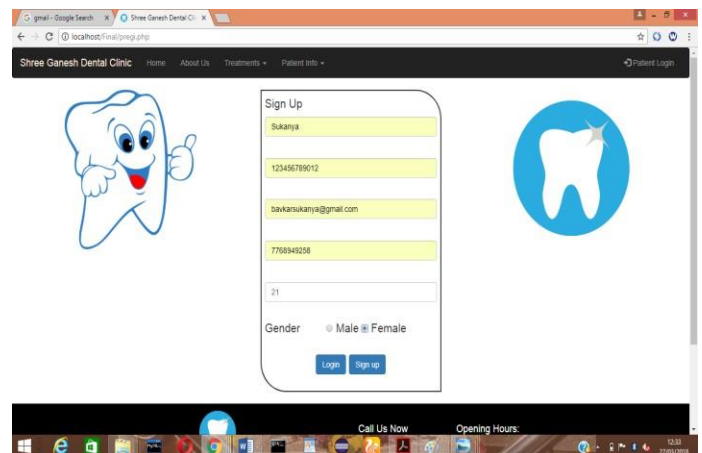 gmail - Google Search
Shree Ganesh Dental Cli
localhost/Final/pregi.php
Shree Ganesh Dental Clinic Home About Us Treatments Patient Info Patient Login
Sign Up
Sukanya
123456789012
bavkarsukanya@gmail.com
7768949258
21
Gender Male Female
Login Sign up
Call Us Now Opening Hours:
12:33